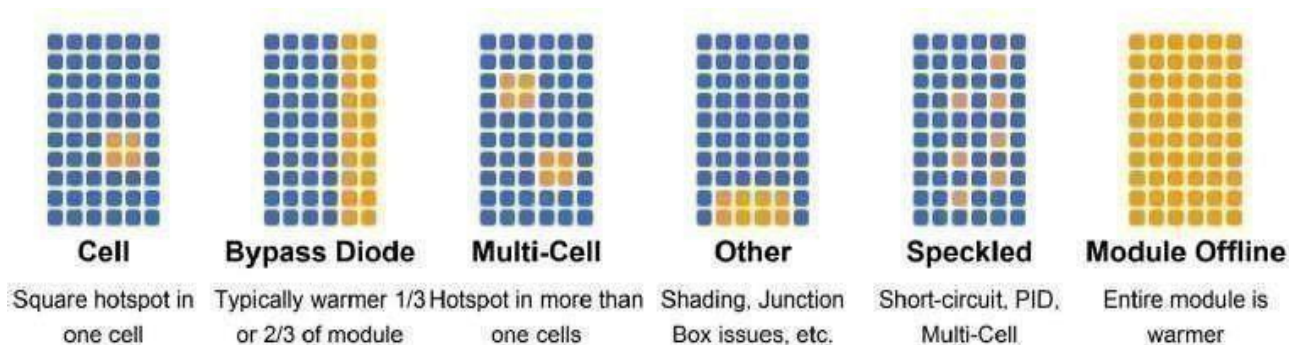 Cell
Bypass Diode
Multi-Cell
Other
Speckled
Module Offline
Square hotspot in
one cell
Typically warmer 1/3
or 2/3 of module
Hotspot in more than
one cells
Shading, Junction
Box issues, etc.
Short-circuit, PID,
Multi-Cell
Entire module is
warmer